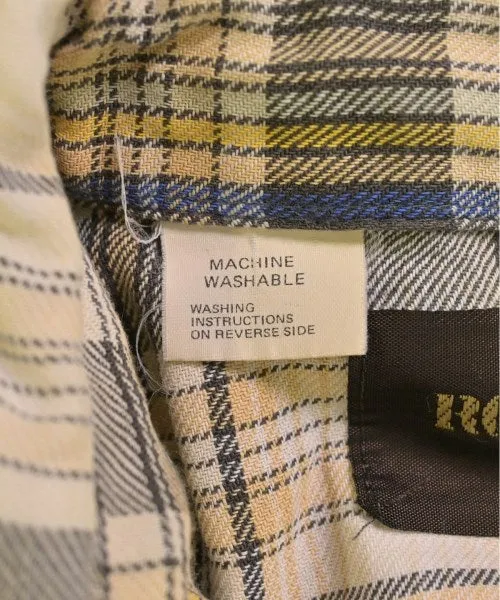 MACHINE
WASHABLE
WASHING
INSTRUCTIONS
ON REVERSE SIDE